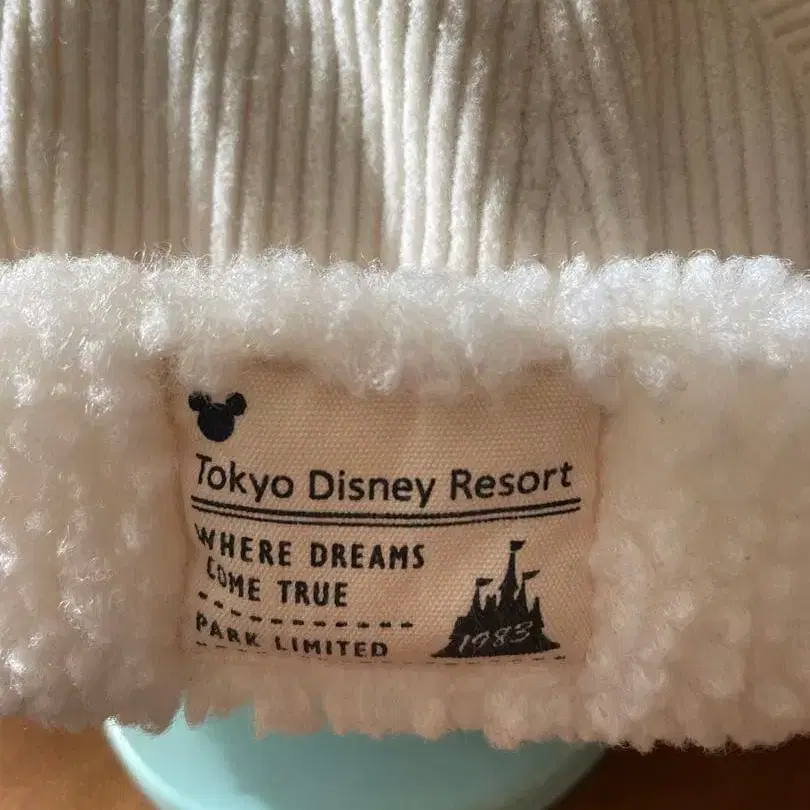 Tokyo Disney Resort
WHERE DREAMS
COME TRUE
PARK LIMITED
1983